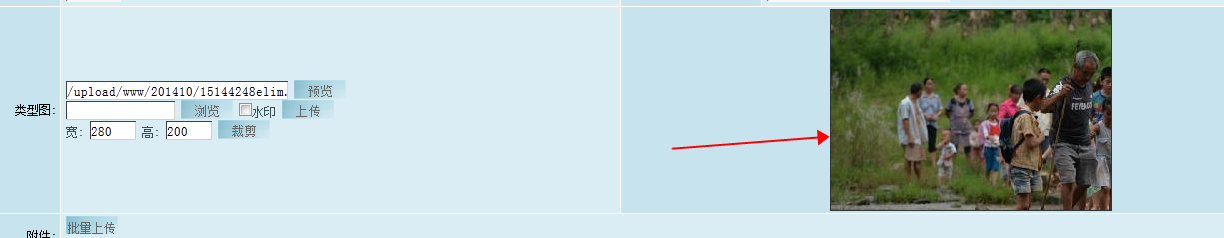 类型图:
/upload/www/201410/15144248elim.
预览
浏览
水印
上传
宽: 280 高: 200 裁剪
附件:
批量上传